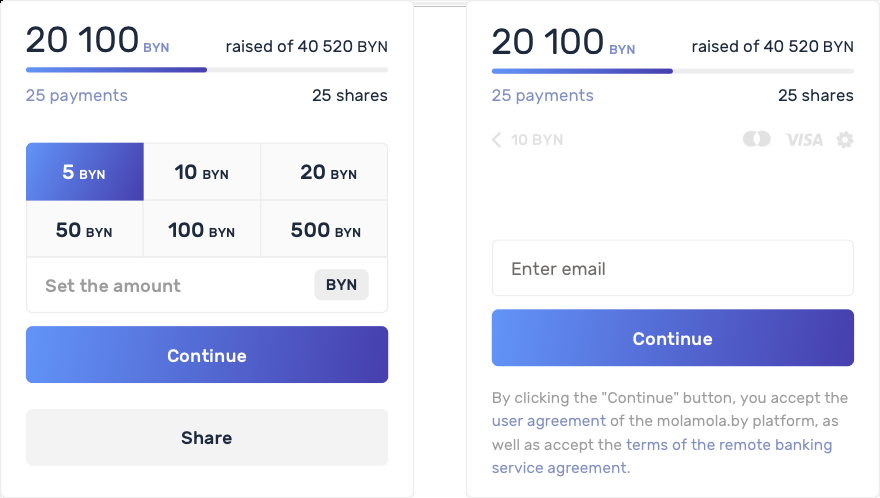 20 100 BYN raised of 40 520 BYN
25 payments 25 shares
5 BYN 10 BYN 20 BYN
50 BYN 100 BYN 500 BYN
Set the amount BYN
Continue
Share
20 100 BYN raised of 40 520 BYN
25 payments 25 shares
10 BYN VISA
Enter email
Continue
By clicking the "Continue" button, you accept the
user agreement of the molamola.by platform, as
well as accept the terms of the remote banking
service agreement.